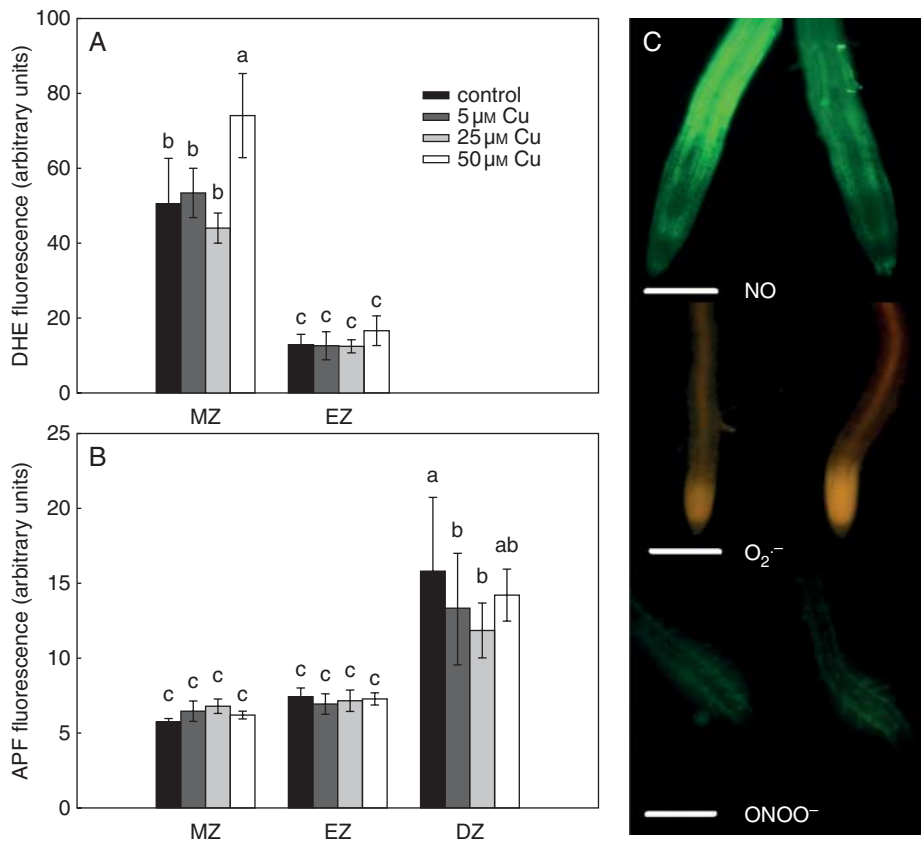 A
100
80
60
40
20
0
DHE fluorescence (arbitrary units)
b
b
b
a
c
c
c
c
control
5 µM Cu
25 µM Cu
50 µM Cu
MZ
EZ
B
25
20
15
10
5
0
APF fluorescence (arbitrary units)
c
c
c
c
c
c
c
c
a
b
b
ab
MZ
EZ
DZ
C
NO
O₂·⁻
ONOO⁻